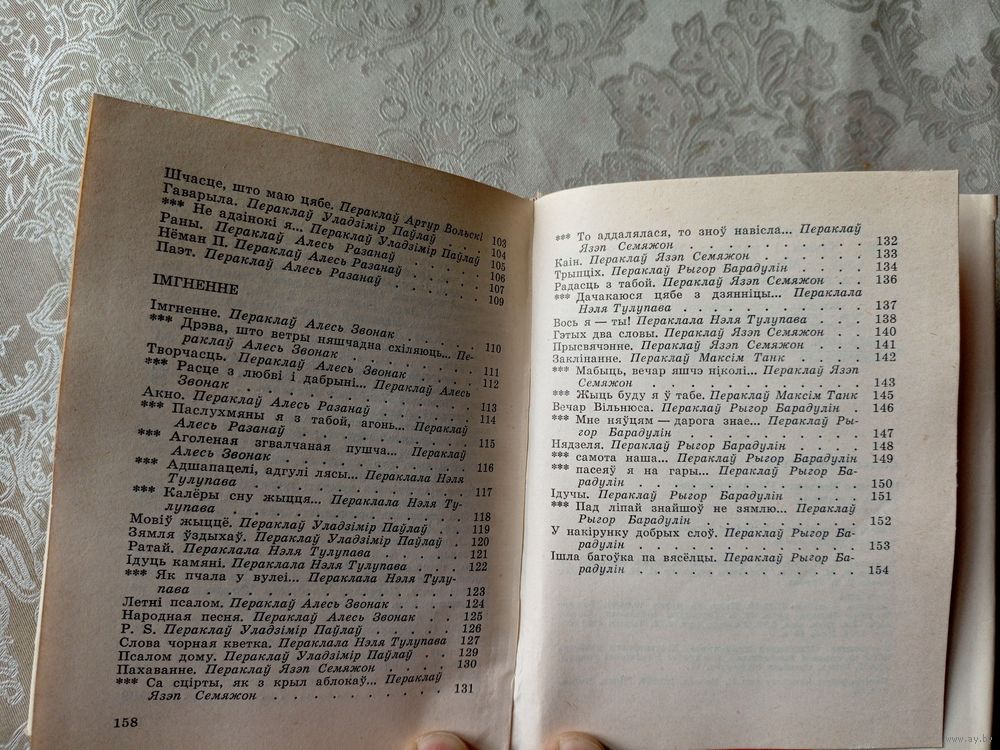 Шчасце, што маю цябе. Пераклаў Артур Вольскі 103
Гаварыла. Пераклаў Уладзімір Паўлаў . . . 104
*** Не адзінокі я... Пераклаў Уладзімір Паўлаў 105
Раны. Пераклаў Алесь Разанаў . . . . . 106
Нёман П. Пераклаў Алесь Разанаў . . . . 107
Паэт. Пераклаў Алесь Разанаў . . . . . 109
ІМГНЕННЕ
Імгненне. Пераклаў Алесь Звонак . . . . 110
*** Дрэва, што ветры няшчадна схіляюць... Пе-
раклаў Алесь Звонак . . . . . . . 111
Творчасць. Пераклаў Алесь Звонак . . . . 112
*** Расце з любві і дабрыні... Пераклаў Алесь
Звонак . . . . . . . . . . . 113
Акно. Пераклаў Алесь Разанаў . . . . . 114
*** Паслухмяны я з табой, агонь... Пераклаў
Алесь Разанаў . . . . . . . . . 115
*** Аголеная згвалчаная пушча... Пераклаў
Алесь Звонак . . . . . . . . . 116
*** Адшапацелі, адгулі лясы... Пераклала Нэля
Тулупава . . . . . . . . . . 117
*** Калёры сну жыцця... Пераклала Нэля Ту-
лупава . . . . . . . . . . . 118
Мовіў жыццё. Пераклаў Уладзімір Паўлаў . . 119
Зямля ўздыхаў. Пераклаў Уладзімір Паўлаў . 120
Ратай. Пераклала Нэля Тулупава . . . . 121
Ідуць камяні. Пераклала Нэля Тулупава . . . 122
*** Як пчала у вулеі... Пераклала Нэля Тулу-
пава . . . . . . . . . . . . 123
Летні псалом. Пераклаў Алесь Звонак . . . 124
Народная песня. Пераклаў Алесь Звонак . . 125
P. S. Пераклаў Уладзімір Паўлаў . . . . . 126
Слова чорная кветка. Пераклала Нэля Тулупава 127
Псалом дому. Пераклаў Уладзімір Паўлаў . . 129
Пахаванне. Пераклаў Язэп Семяжон . . . . 130
*** Са сцірты, як з крыл аблокаў... Пераклаў
Язэп Семяжон . . . . . . . . . 131
158
*** То аддалялася, то зноў навісла... Пераклаў
Язэп Семяжон . . . . . . . . . 132
Каін. Пераклаў Язэп Семяжон . . . . . 133
Трыпціх. Пераклаў Рыгор Барадулін . . . . 134
Радасць з табой. Пераклаў Язэп Семяжон . . 136
*** Дачакаюся цябе з дзянніцы... Пераклала
Нэля Тулупава . . . . . . . . . 137
Вось я — ты! Пераклала Нэля Тулупава . . . 138
Гэтых два словы. Пераклаў Язэп Семяжон . . 140
Прысвячэнне. Пераклаў Язэп Семяжон . . . 141
Заклінанне. Пераклаў Максім Танк . . . . 142
*** Мабыць, вечар яшчэ ніколі... Пераклаў Язэп
Семяжон . . . . . . . . . . 143
*** Жыць буду я ў табе. Пераклаў Максім Танк 145
Вечар Вільнюса. Пераклаў Рыгор Барадулін . 146
*** Мне няўцям — дарога знае... Пераклаў Ры-
гор Барадулін . . . . . . . . . 147
Нядзеля. Пераклаў Рыгор Барадулін . . . . 148
*** самота наша... Пераклаў Рыгор Барадулін 149
*** пасеяў я на гары... Пераклаў Рыгор Ба-
радулін . . . . . . . . . . . 150
Ідучы. Пераклаў Рыгор Барадулін . . . . 151
*** Пад ліпай знайшоў не зямлю... Пераклаў
Рыгор Барадулін . . . . . . . . 152
У накірунку добрых слоў. Пераклаў Рыгор Ба-
радулін . . . . . . . . . . . 153
Ішла багоўка па вясёлцы. Пераклаў Рыгор Ба-
радулін . . . . . . . . . . . 154
www.ay.by